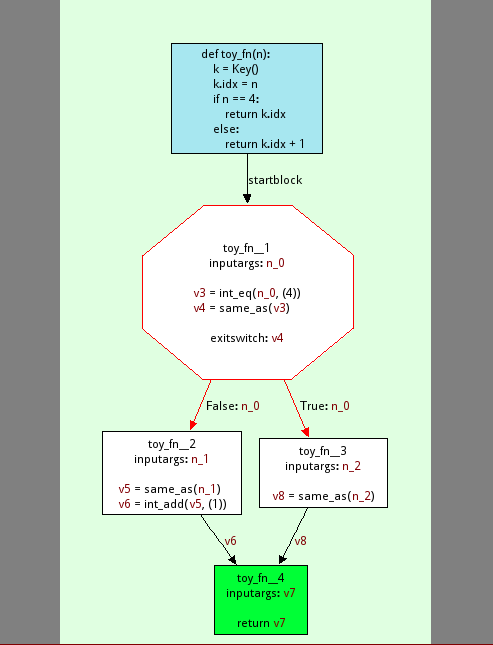 def toy_fn(n):
k = Key()
k.idx = n
if n == 4:
return k.idx
else:
return k.idx + 1
startblock
toy_fn__1
inputargs: n_0
v3 = int_eq(n_0, (4))
v4 = same_as(v3)
exitswitch: v4
False: n_0
True: n_0
toy_fn__2
inputargs: n_1
v5 = same_as(n_1)
v6 = int_add(v5, (1))
toy_fn__3
inputargs: n_2
v8 = same_as(n_2)
v6
v8
toy_fn__4
inputargs: v7
return v7